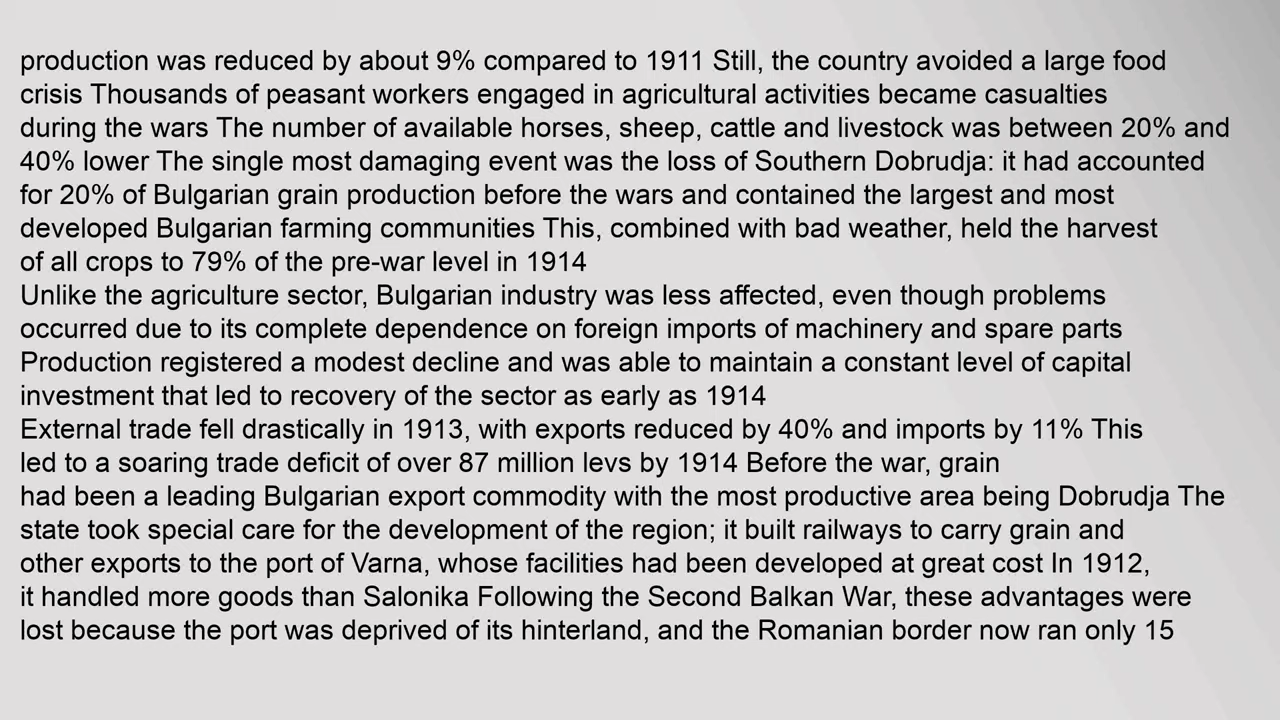 production was reduced by about 9% compared to 1911 Still, the country avoided a large food
crisis Thousands of peasant workers engaged in agricultural activities became casualties
during the wars The number of available horses, sheep, cattle and livestock was between 20% and
40% lower The single most damaging event was the loss of Southern Dobrudja: it had accounted
for 20% of Bulgarian grain production before the wars and contained the largest and most
developed Bulgarian farming communities This, combined with bad weather, held the harvest
of all crops to 79% of the pre-war level in 1914
Unlike the agriculture sector, Bulgarian industry was less affected, even though problems
occurred due to its complete dependence on foreign imports of machinery and spare parts
Production registered a modest decline and was able to maintain a constant level of capital
investment that led to recovery of the sector as early as 1914
External trade fell drastically in 1913, with exports reduced by 40% and imports by 11% This
led to a soaring trade deficit of over 87 million levs by 1914 Before the war, grain
had been a leading Bulgarian export commodity with the most productive area being Dobrudja The
state took special care for the development of the region; it built railways to carry grain and
other exports to the port of Varna, whose facilities had been developed at great cost In 1912,
it handled more goods than Salonika Following the Second Balkan War, these advantages were
lost because the port was deprived of its hinterland, and the Romanian border now ran only 15